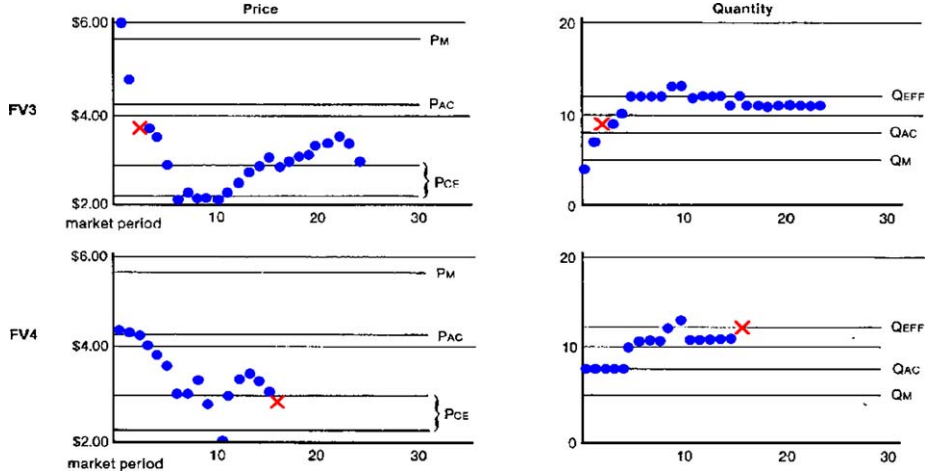 Price Quantity
$6.00 20
PM
FV3 PAC QEFF
$4.00 10
QAC
PCE QM
$2.00 0
10 20 30 10 20 30
market period
$6.00 20
PM
FV4 PAC QEFF
$4.00 10
QAC
PCE QM
$2.00 0
10 20 30 10 20 30
market period